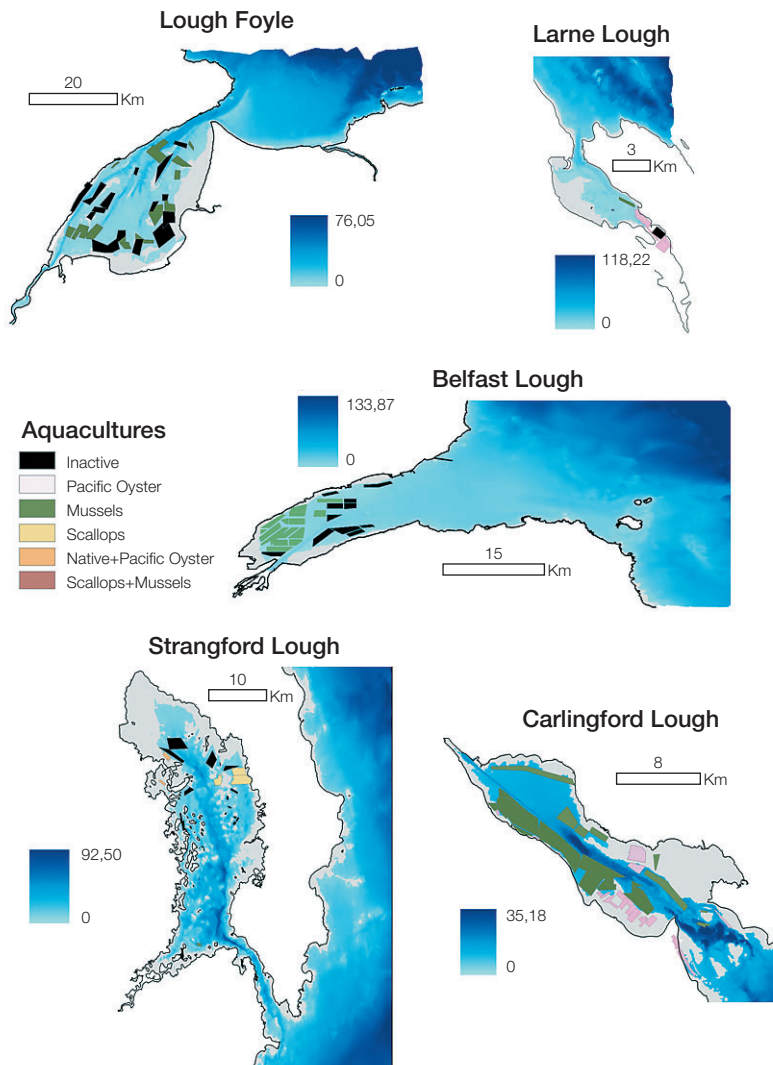 Lough Foyle
20
Km
76,05
0
Larne Lough
3
Km
118,22
0
Belfast Lough
133,87
0
15
Km
Aquacultures
Inactive
Pacific Oyster
Mussels
Scallops
Native+Pacific Oyster
Scallops+Mussels
Strangford Lough
10
Km
92,50
0
Carlingford Lough
8
Km
35,18
0